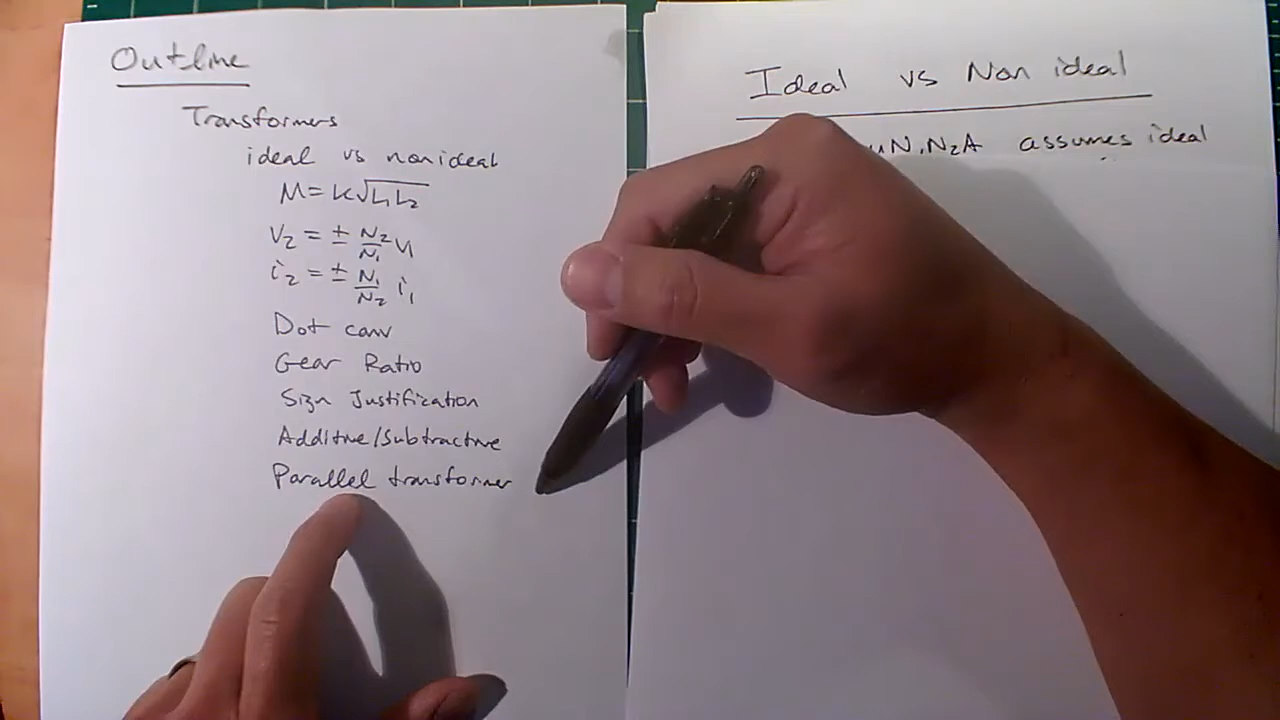 Outline
Transformers
ideal vs nonideal
M=k√L₁L₂
V₂ = ± N₂/N₁ V₁
i₂ = ± N₁/N₂ i₁
Dot conv
Gear Ratio
Sign Justification
Additive/Subtractive
Parallel transformer
Ideal vs Non ideal
μN₁N₂A assumes ideal